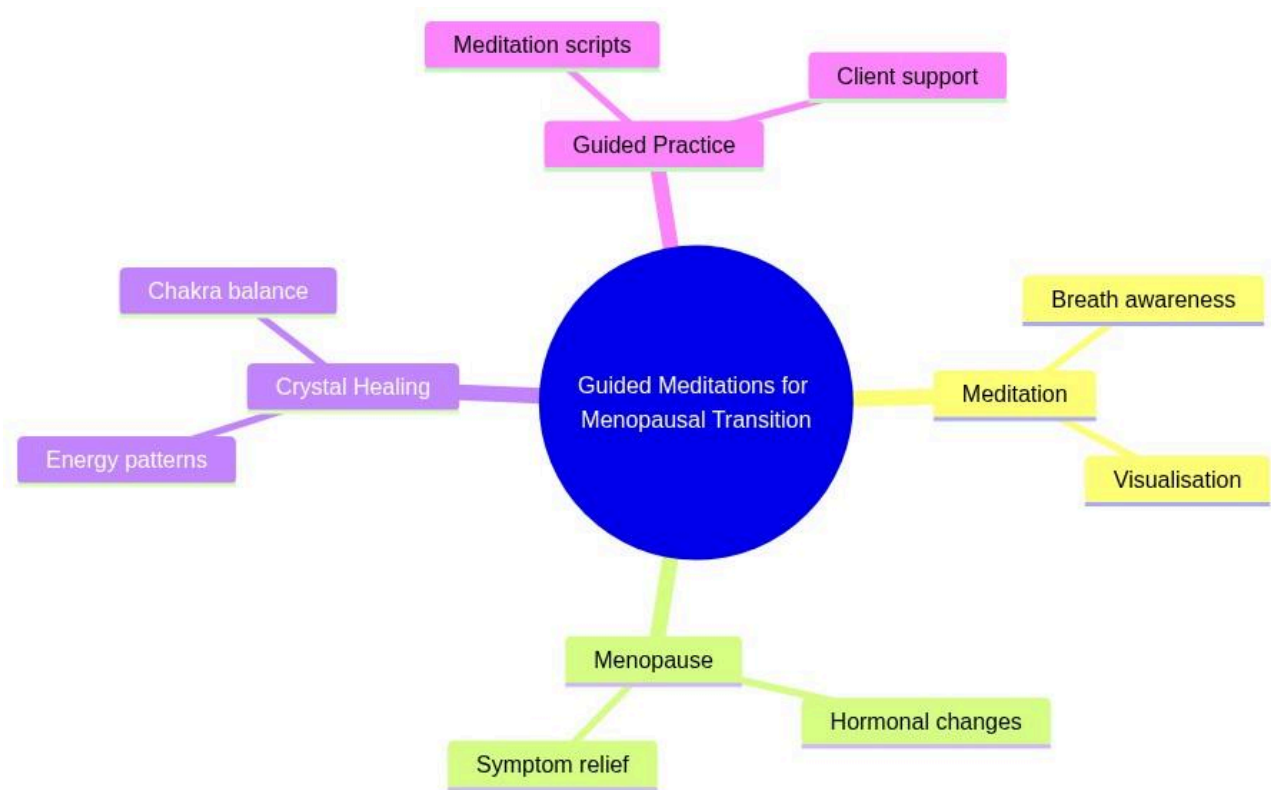 Meditation scripts
Client support
Guided Practice
Chakra balance
Breath awareness
Crystal Healing
Guided Meditations for
Menopausal Transition
Meditation
Energy patterns
Visualisation
Menopause
Hormonal changes
Symptom relief